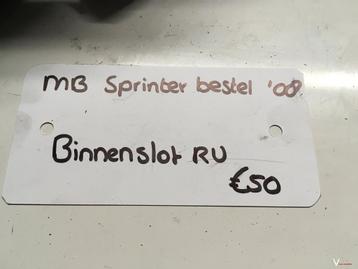 MB Sprinter bestel '08
Binnenslot RV
€50